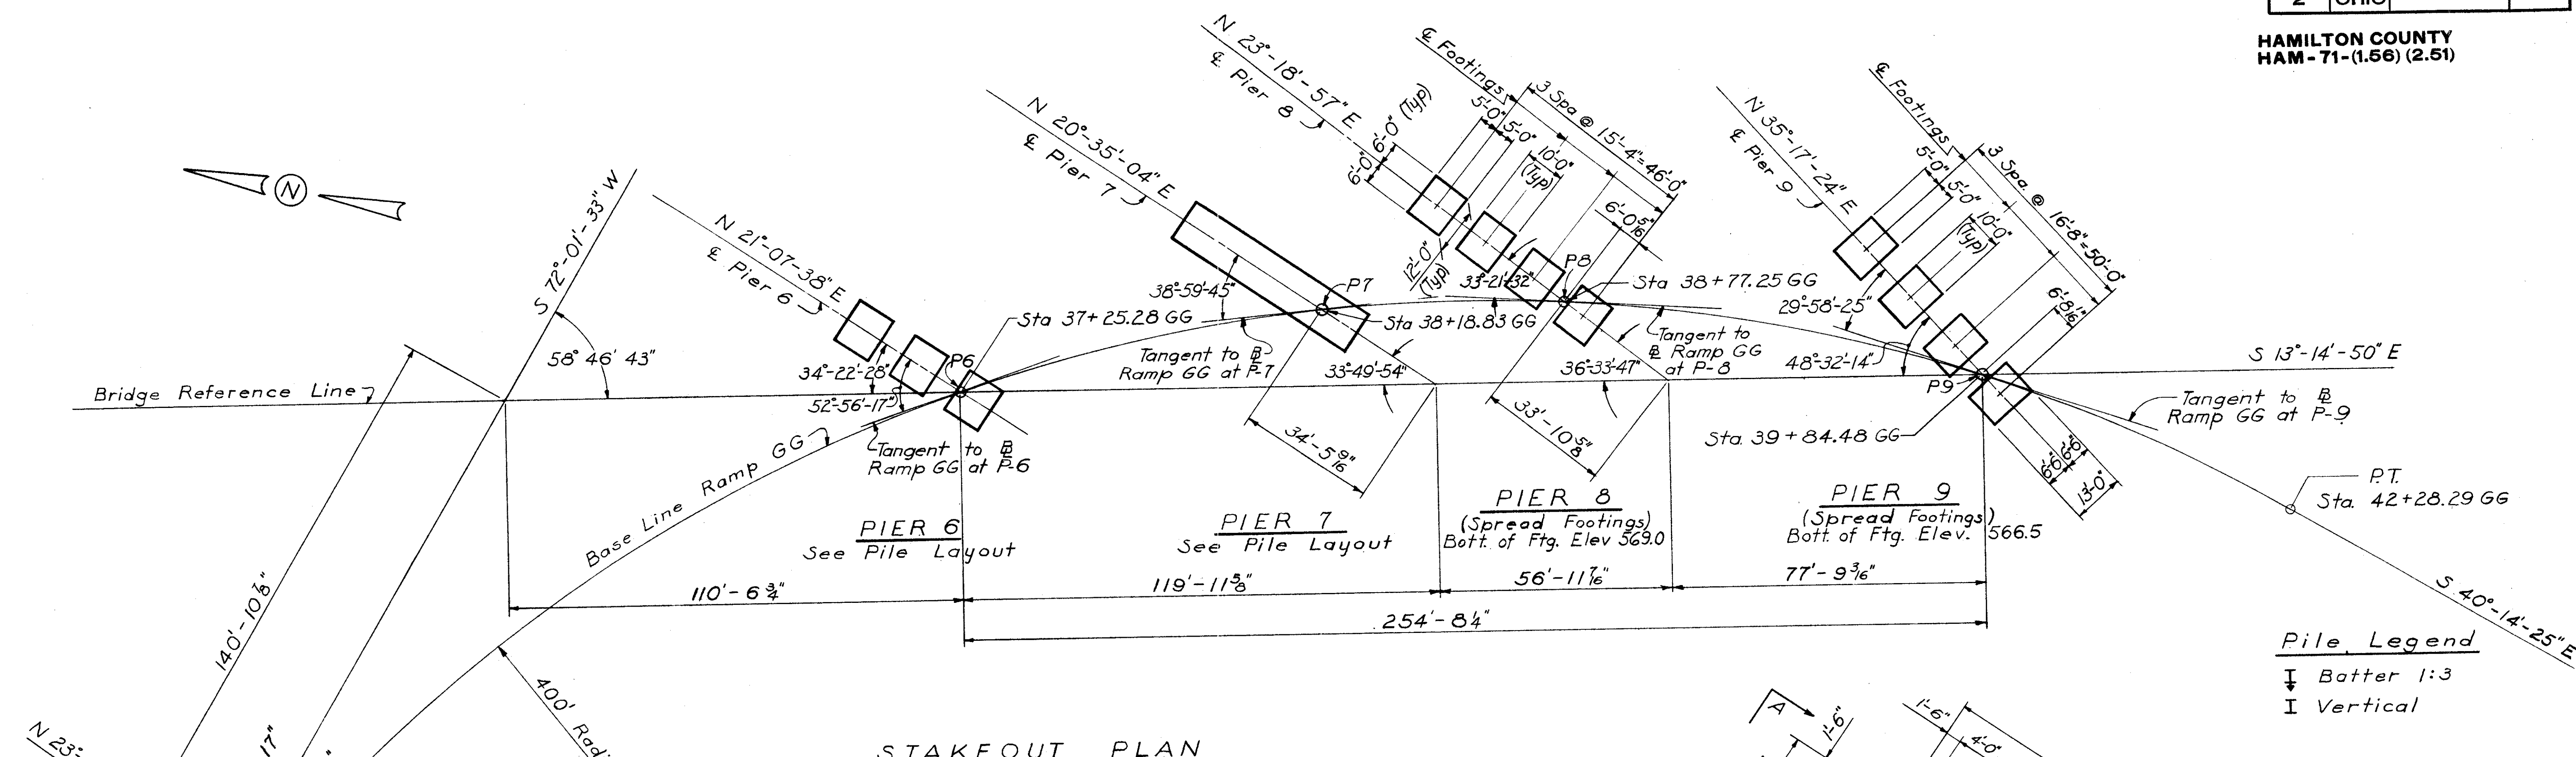 2 OHIO
HAMILTON COUNTY
HAM-71-(1.56) (2.51)
N 23°-18'-57" E
℄ Pier 8
℄ Footings
3 Spa @ 15'-4"=46'-0"
5'-0" 5'-0"
6'-0" (Typ)
6'-0"
10'-0"
(Typ)
6'-0 5/16"
12'-0"
(Typ)
33°-21'-32"
P8
Sta 38+77.25 GG
℄ Footings
3 Spa. @ 16'-8"=50'-0"
N 35°-17'-24" E
℄ Pier 9
5'-0"
5'-0"
10'-0"
(Typ)
6'-8 1/16"
29°-58'-25"
N 20°-35'-04" E
℄ Pier 7
38°-59'-45"
P7
Sta 38+18.83 GG
N
S 72°-01'-33" W
58° 46' 43"
N 21°-07-38" E
℄ Pier 6
Sta 37+25.28 GG
P6
34°-22'-28"
52°-56'-17"
Tangent to ℄
Ramp GG at P-6
Tangent to ℄
Ramp GG at P-7
33°-49'-54"
Tangent to
℄ Ramp GG
at P-8
36°-33'-47"
48°-32'-14"
P9
S 13°-14'-50" E
Tangent to ℄
Ramp GG at P-9
Bridge Reference Line
Base Line Ramp GG
34'-5 9/16"
33'-10 5/8"
Sta. 39 + 84.48 GG
6'-6"
6'-6"
13'-0"
P.T.
Sta. 42+28.29 GG
PIER 6
See Pile Layout
PIER 7
See Pile Layout
PIER 8
(Spread Footings)
Bott. of Ftg. Elev 569.0
PIER 9
(Spread Footings)
Bott. of Ftg. Elev. 566.5
110'-6 3/4"
119'-11 5/8"
56'-11 7/16"
77'-9 3/16"
254'-8 1/4"
140'-10 7/8"
S 40°-14'-25" E
Pile Legend
Batter 1:3
I Vertical
N 23°
17"
400' Radi
STAKEOUT PLAN
A
1'-6"
1'-6"
4'-0"